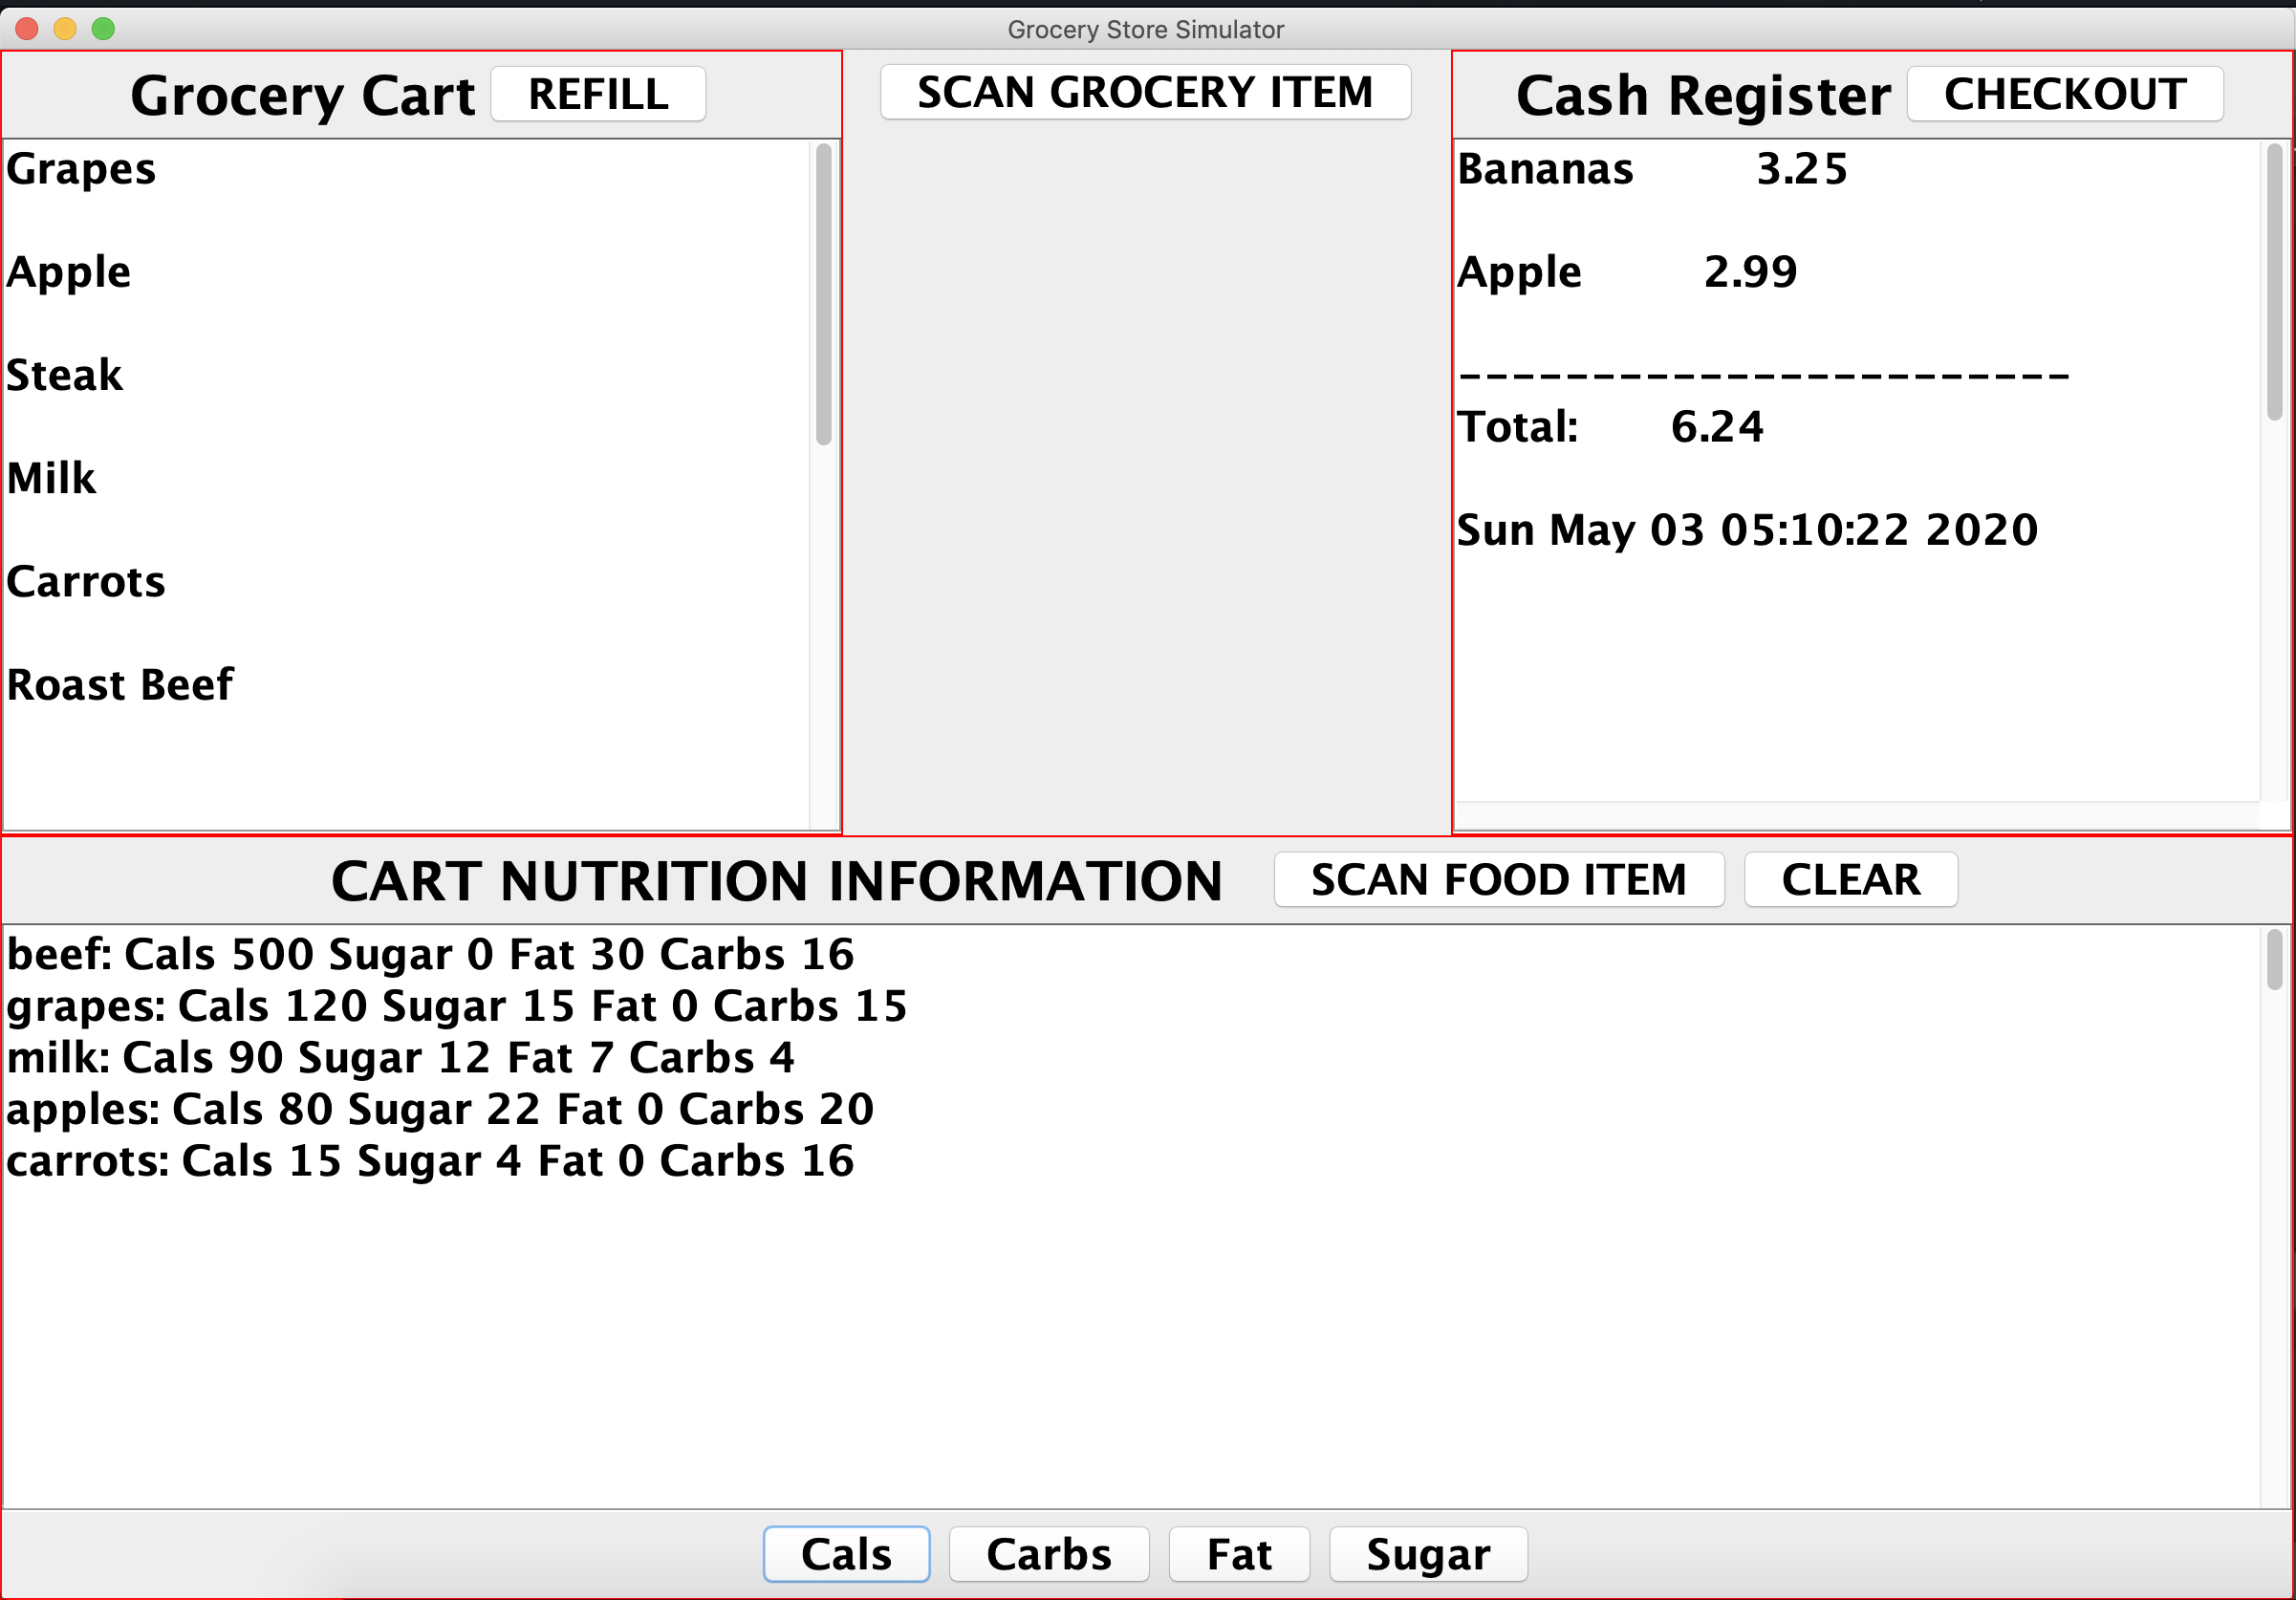 Grocery Store Simulator
Grocery Cart REFILL
Grapes
Apple
Steak
Milk
Carrots
Roast Beef
SCAN GROCERY ITEM
Cash Register CHECKOUT
Bananas 3.25
Apple 2.99
-----------------------
Total: 6.24
Sun May 03 05:10:22 2020
CART NUTRITION INFORMATION SCAN FOOD ITEM CLEAR
beef: Cals 500 Sugar 0 Fat 30 Carbs 16
grapes: Cals 120 Sugar 15 Fat 0 Carbs 15
milk: Cals 90 Sugar 12 Fat 7 Carbs 4
apples: Cals 80 Sugar 22 Fat 0 Carbs 20
carrots: Cals 15 Sugar 4 Fat 0 Carbs 16
Cals Carbs Fat Sugar